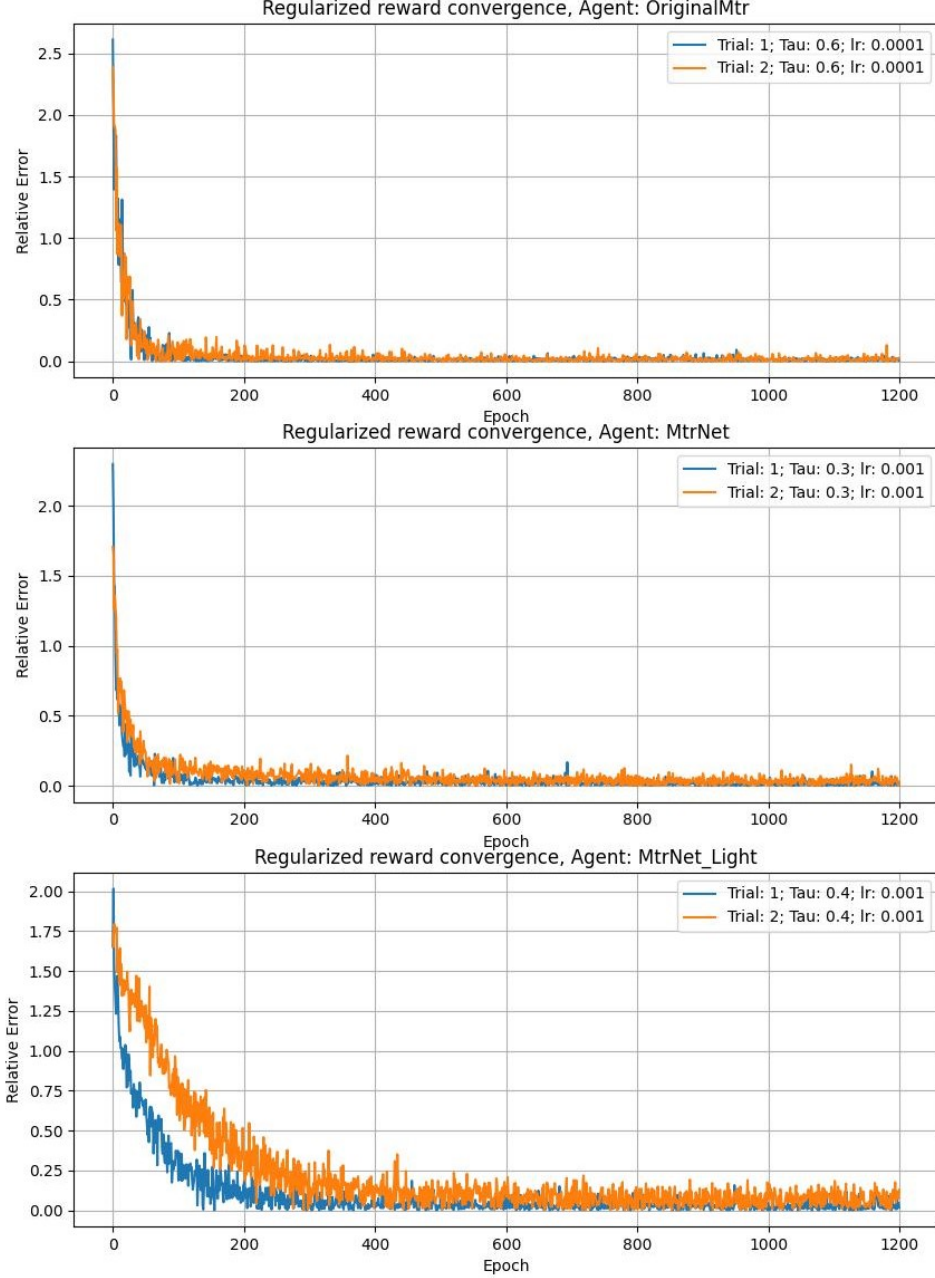 Regularized reward convergence, Agent: OriginalMtr
Trial: 1; Tau: 0.6; lr: 0.0001
Trial: 2; Tau: 0.6; lr: 0.0001
2.5
2.0
1.5
1.0
0.5
0.0
Relative Error
0 200 400 600 800 1000 1200
Epoch
Regularized reward convergence, Agent: MtrNet
Trial: 1; Tau: 0.3; lr: 0.001
Trial: 2; Tau: 0.3; lr: 0.001
2.0
1.5
1.0
0.5
0.0
Relative Error
0 200 400 600 800 1000 1200
Epoch
Regularized reward convergence, Agent: MtrNet_Light
Trial: 1; Tau: 0.4; lr: 0.001
Trial: 2; Tau: 0.4; lr: 0.001
2.00
1.75
1.50
1.25
1.00
0.75
0.50
0.25
0.00
Relative Error
0 200 400 600 800 1000 1200
Epoch